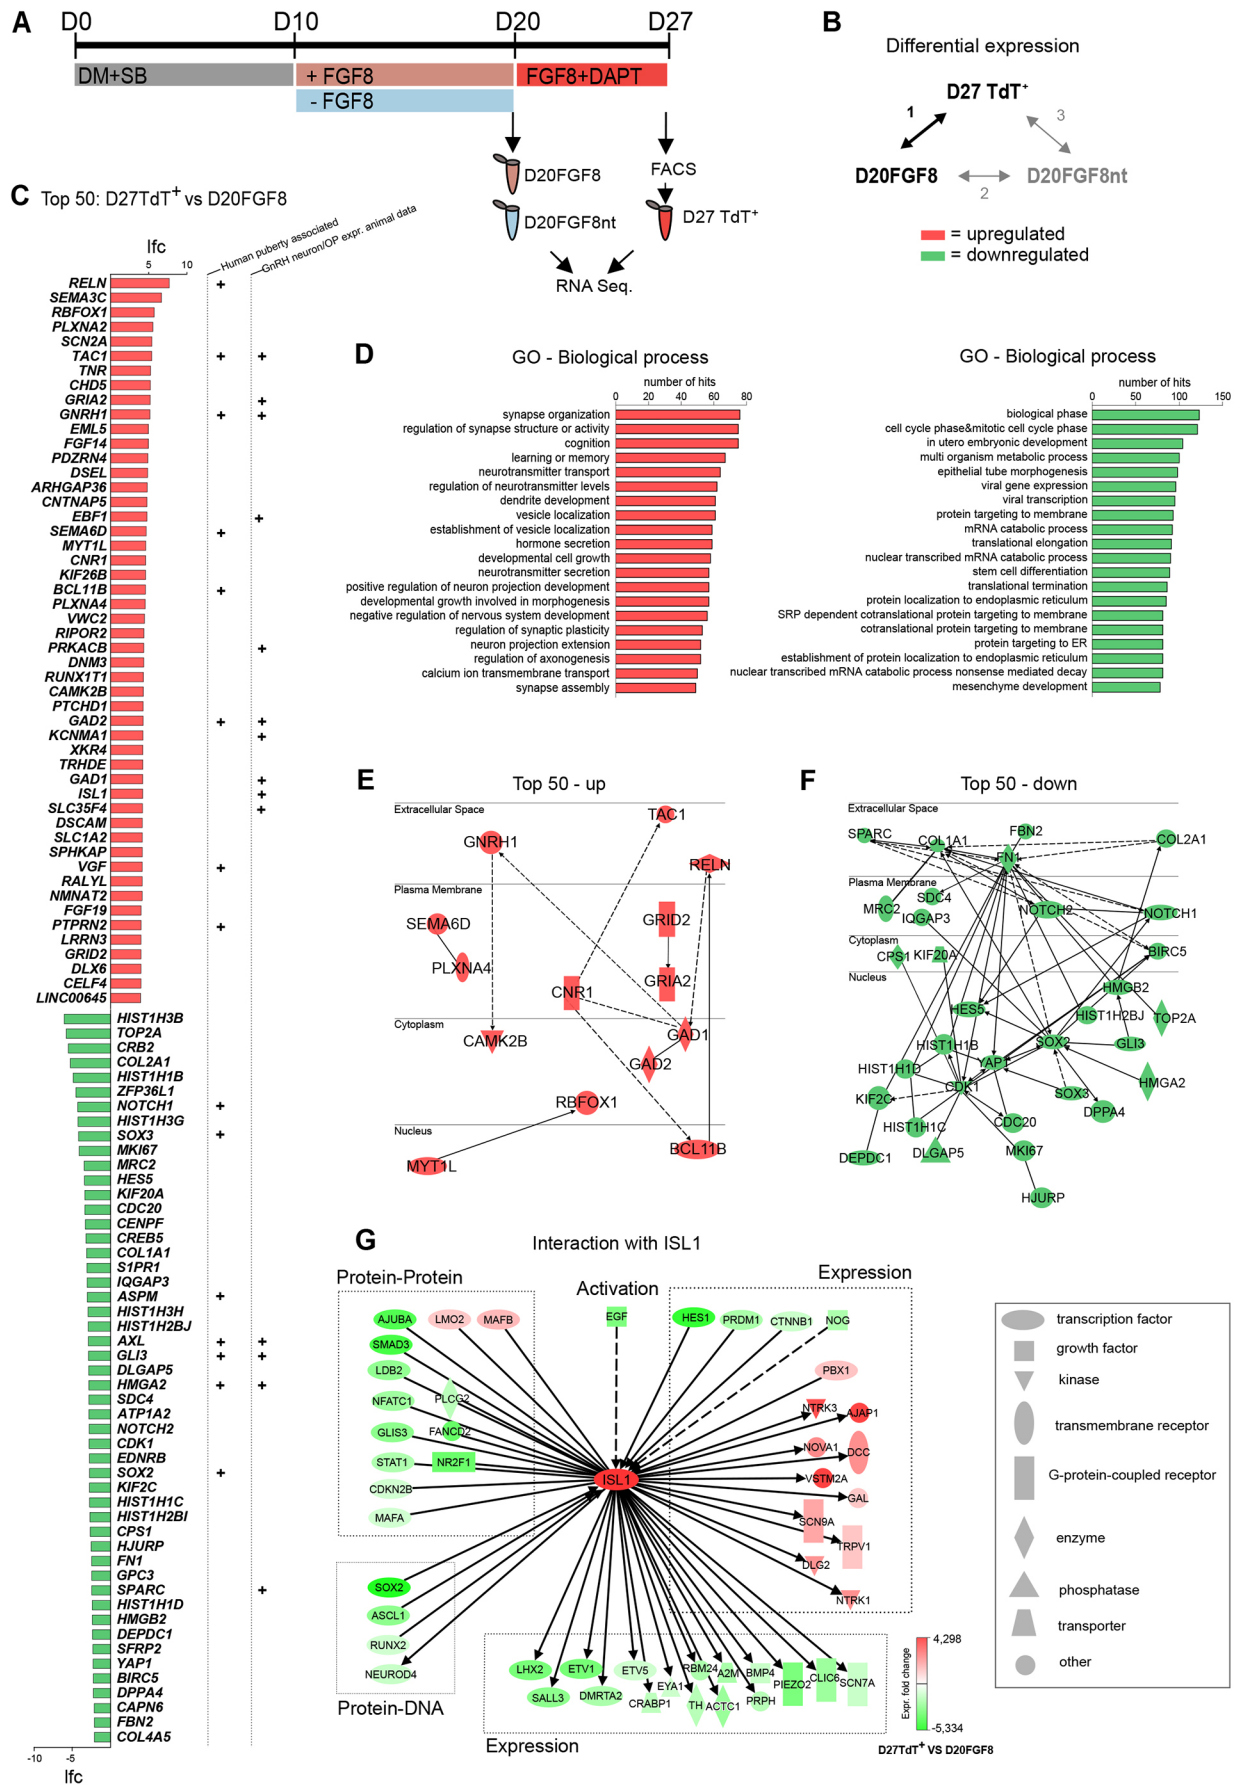 A
D0
D10
D20
D27
DM+SB
+ FGF8
FGF8+DAPT
- FGF8
D20FGF8
FACS
D20FGF8nt
D27 TdT+
RNA Seq.
B
Differential expression
D27 TdT+
1
3
D20FGF8
D20FGF8nt
2
= upregulated
= downregulated
C
Top 50: D27TdT+ vs D20FGF8
Human puberty associated
GnRH neuron/OP expr. animal data
lfc
5 10
RELN +
SEMA3C
RBFOX1
PLXNA2
SCN2A
TAC1 + +
TNR
CHD5
GRIA2 +
GNRH1 + +
EML5
FGF14
PDZRN4
DSEL
ARHGAP36
CNTNAP5
EBF1 +
SEMA6D +
MYT1L
CNR1
KIF26B
BCL11B +
PLXNA4
VWC2
RIPOR2
PRKACB +
DNM3
RUNX1T1
CAMK2B
PTCHD1
GAD2 + +
KCNMA1 +
XKR4
TRHDE
GAD1 +
ISL1 +
SLC35F4 +
DSCAM
SLC1A2
SPHKAP
VGF +
RALYL
NMNAT2
FGF19
PTPRN2 +
LRRN3
GRID2
DLX6
CELF4
LINC00645
HIST1H3B
TOP2A
CRB2
COL2A1
HIST1H1B
ZFP36L1
NOTCH1 +
HIST1H3G
SOX3 +
MKI67
MRC2
HES5
KIF20A
CDC20
CENPF
CREB5
COL1A1
S1PR1
IQGAP3
ASPM +
HIST1H3H
HIST1H2BJ
AXL + +
GLI3 + +
DLGAP5
HMGA2 + +
SDC4
ATP1A2
NOTCH2
CDK1
EDNRB
SOX2 +
KIF2C
HIST1H1C
HIST1H2BI
CPS1
HJURP
FN1
GPC3
SPARC +
HIST1H1D
HMGB2
DEPDC1
SFRP2
YAP1
BIRC5
DPPA4
CAPN6
FBN2
COL4A5
-10 -5
lfc
D
GO - Biological process
number of hits
0 20 40 60 80
synapse organization
regulation of synapse structure or activity
cognition
learning or memory
neurotransmitter transport
regulation of neurotransmitter levels
dendrite development
vesicle localization
establishment of vesicle localization
hormone secretion
developmental cell growth
neurotransmitter secretion
positive regulation of neuron projection development
developmental growth involved in morphogenesis
negative regulation of nervous system development
regulation of synaptic plasticity
neuron projection extension
regulation of axonogenesis
calcium ion transmembrane transport
synapse assembly
GO - Biological process
number of hits
0 50 100 150
biological phase
cell cycle phase&mitotic cell cycle phase
in utero embryonic development
multi organism metabolic process
epithelial tube morphogenesis
viral gene expression
viral transcription
protein targeting to membrane
mRNA catabolic process
translational elongation
nuclear transcribed mRNA catabolic process
stem cell differentiation
translational termination
protein localization to endoplasmic reticulum
SRP dependent cotranslational protein targeting to membrane
cotranslational protein targeting to membrane
protein targeting to ER
establishment of protein localization to endoplasmic reticulum
nuclear transcribed mRNA catabolic process nonsense mediated decay
mesenchyme development
E
Top 50 - up
Extracellular Space
TAC1
GNRH1
RELN
Plasma Membrane
SEMA6D
GRID2
PLXNA4
GRIA2
CNR1
Cytoplasm
CAMK2B
GAD1
GAD2
RBFOX1
Nucleus
BCL11B
MYT1L
F
Top 50 - down
Extracellular Space
SPARC
COL1A1
FBN2
COL2A1
FN1
Plasma Membrane
SDC4
MRC2
IQGAP3
NOTCH2
NOTCH1
Cytoplasm
CPS1
KIF20A
BIRC5
Nucleus
HMGB2
HES5
HIST1H2BJ
TOP2A
HIST1H1B
SOX2
GLI3
HIST1H1D
YAP1
CDK1
HMGA2
KIF2C
SOX3
DPPA4
HIST1H1C
CDC20
DEPDC1
DLGAP5
MKI67
HJURP
G
Interaction with ISL1
Protein-Protein
Activation
Expression
AJUBA
LMO2
MAFB
SMAD3
LDB2
NFATC1
PLCG2
GLIS3
FANCD2
STAT1
NR2F1
CDKN2B
MAFA
EGF
HES1
PRDM1
CTNNB1
NOG
PBX1
NTRK3
AJAP1
NOVA1
DCC
VSTM2A
GAL
SCN9A
TRPV1
DLG2
NTRK1
ISL1
SOX2
ASCL1
RUNX2
NEUROD4
Protein-DNA
LHX2
ETV1
ETV5
RBM24
A2M
BMP4
PIEZO2
CLIC6
SCN7A
SALL3
DMRTA2
EYA1
CRABP1
TH
ACTC1
PRPH
Expression
4,298
Expr. fold change
-5,334
D27TdT+ VS D20FGF8
transcription factor
growth factor
kinase
transmembrane receptor
G-protein-coupled receptor
enzyme
phosphatase
transporter
other